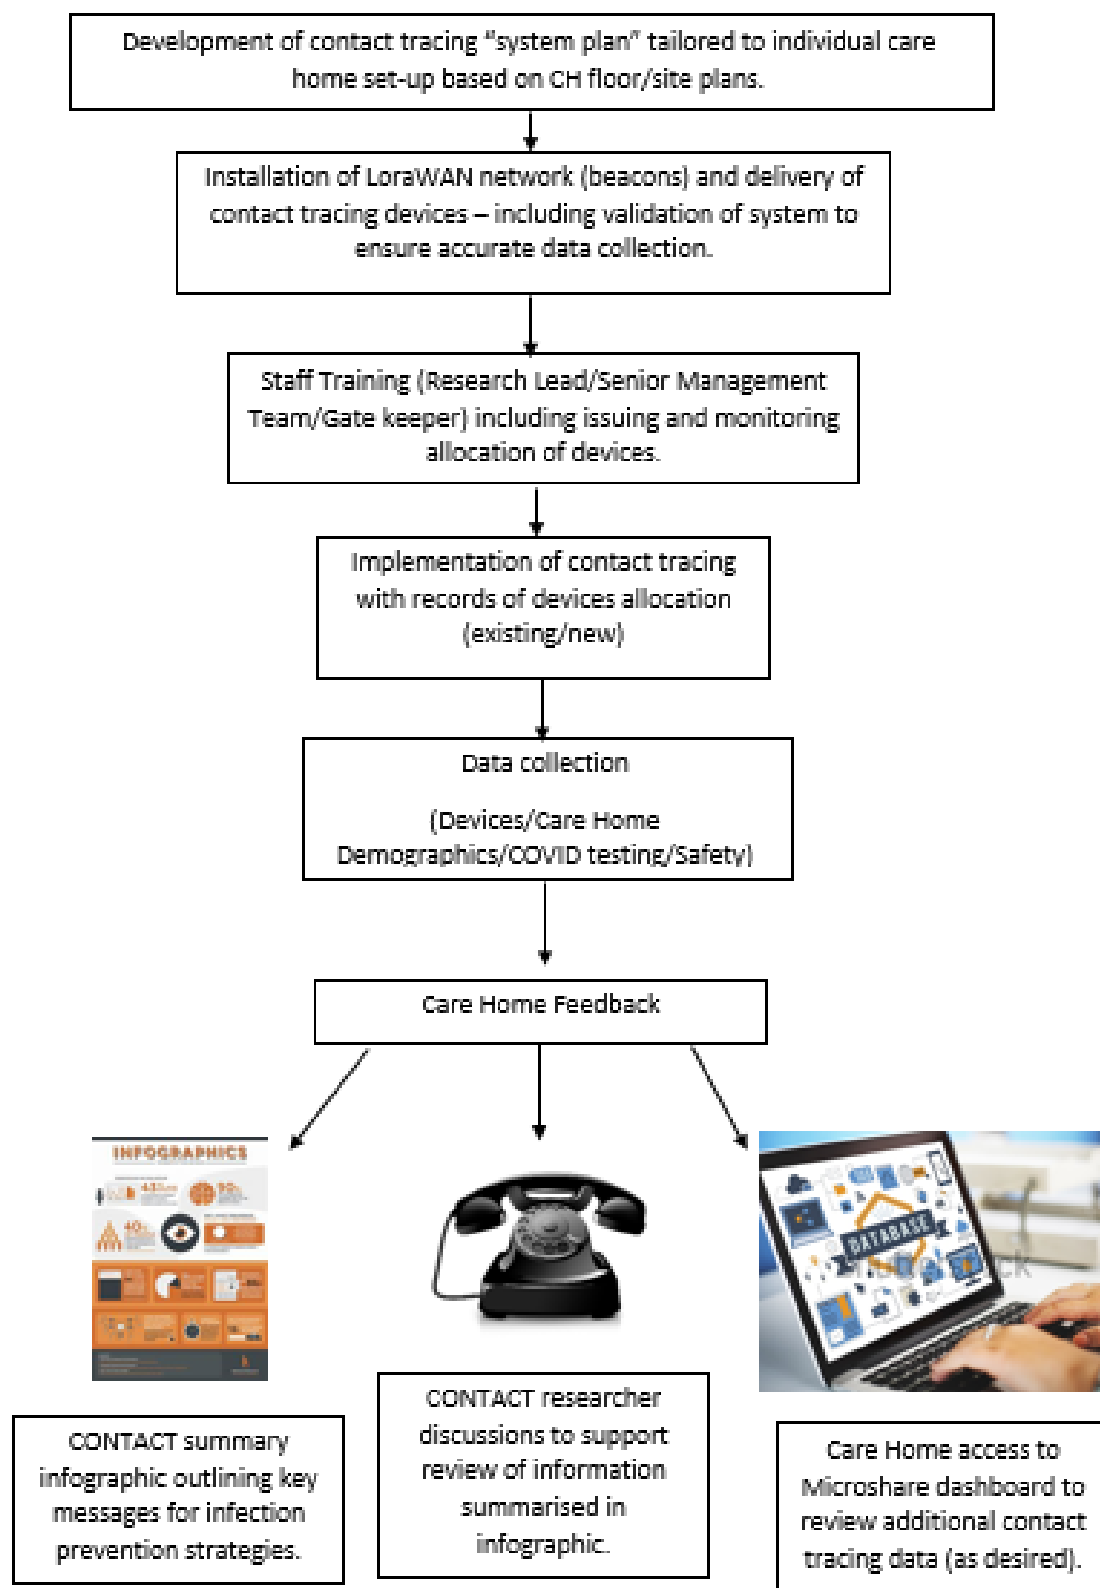 Development of contact tracing “system plan” tailored to individual care
home set-up based on CH floor/site plans.
Installation of LoraWAN network (beacons) and delivery of
contact tracing devices – including validation of system to
ensure accurate data collection.
Staff Training (Research Lead/Senior Management
Team/Gate keeper) including issuing and monitoring
allocation of devices.
Implementation of contact tracing
with records of devices allocation
(existing/new)
Data collection
(Devices/Care Home
Demographics/COVID testing/Safety)
Care Home Feedback
INFOGRAPHICS
DATABASE
CONTACT summary
infographic outlining key
messages for infection
prevention strategies.
CONTACT researcher
discussions to support
review of information
summarised in
infographic.
Care Home access to
Microshare dashboard to
review additional contact
tracing data (as desired).